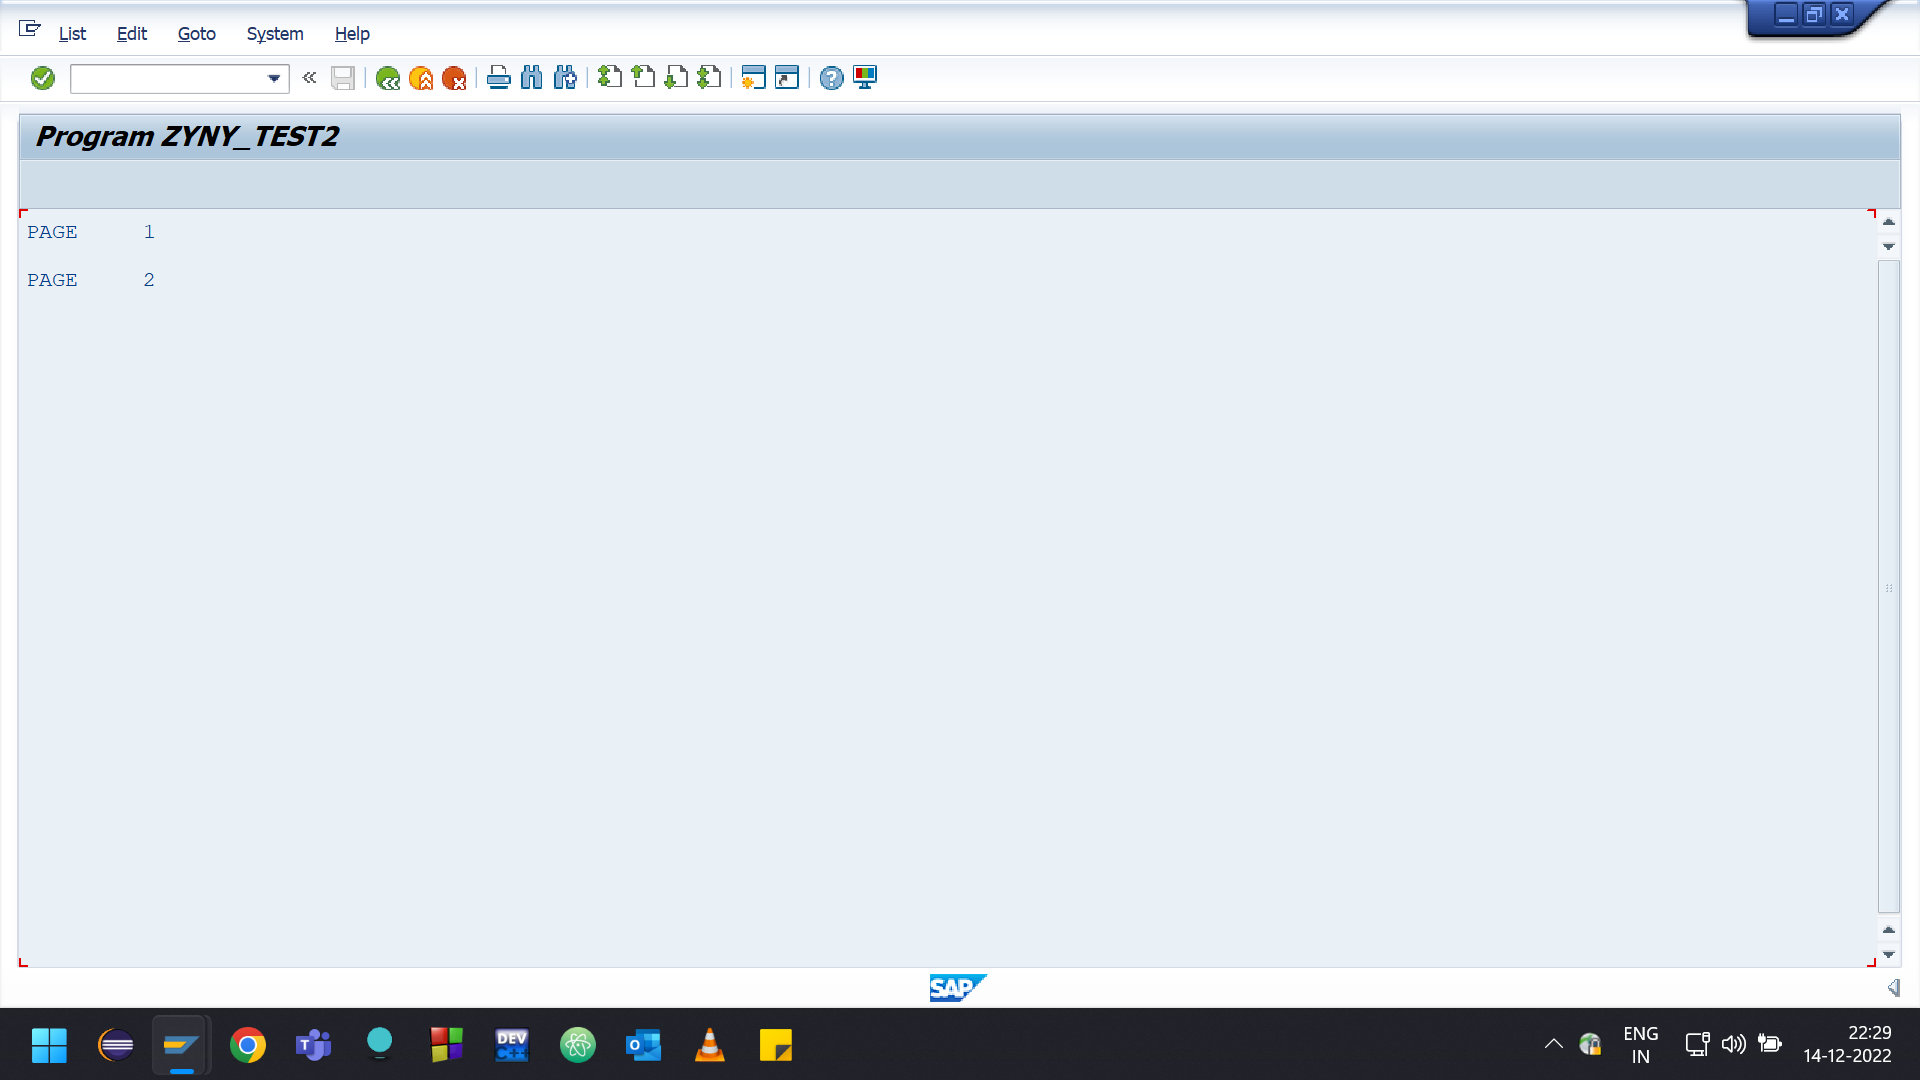 List Edit Goto System Help
Program ZYNY_TEST2
PAGE 1
PAGE 2
SAP
DEV
C++
ENG
IN
22:29
14-12-2022